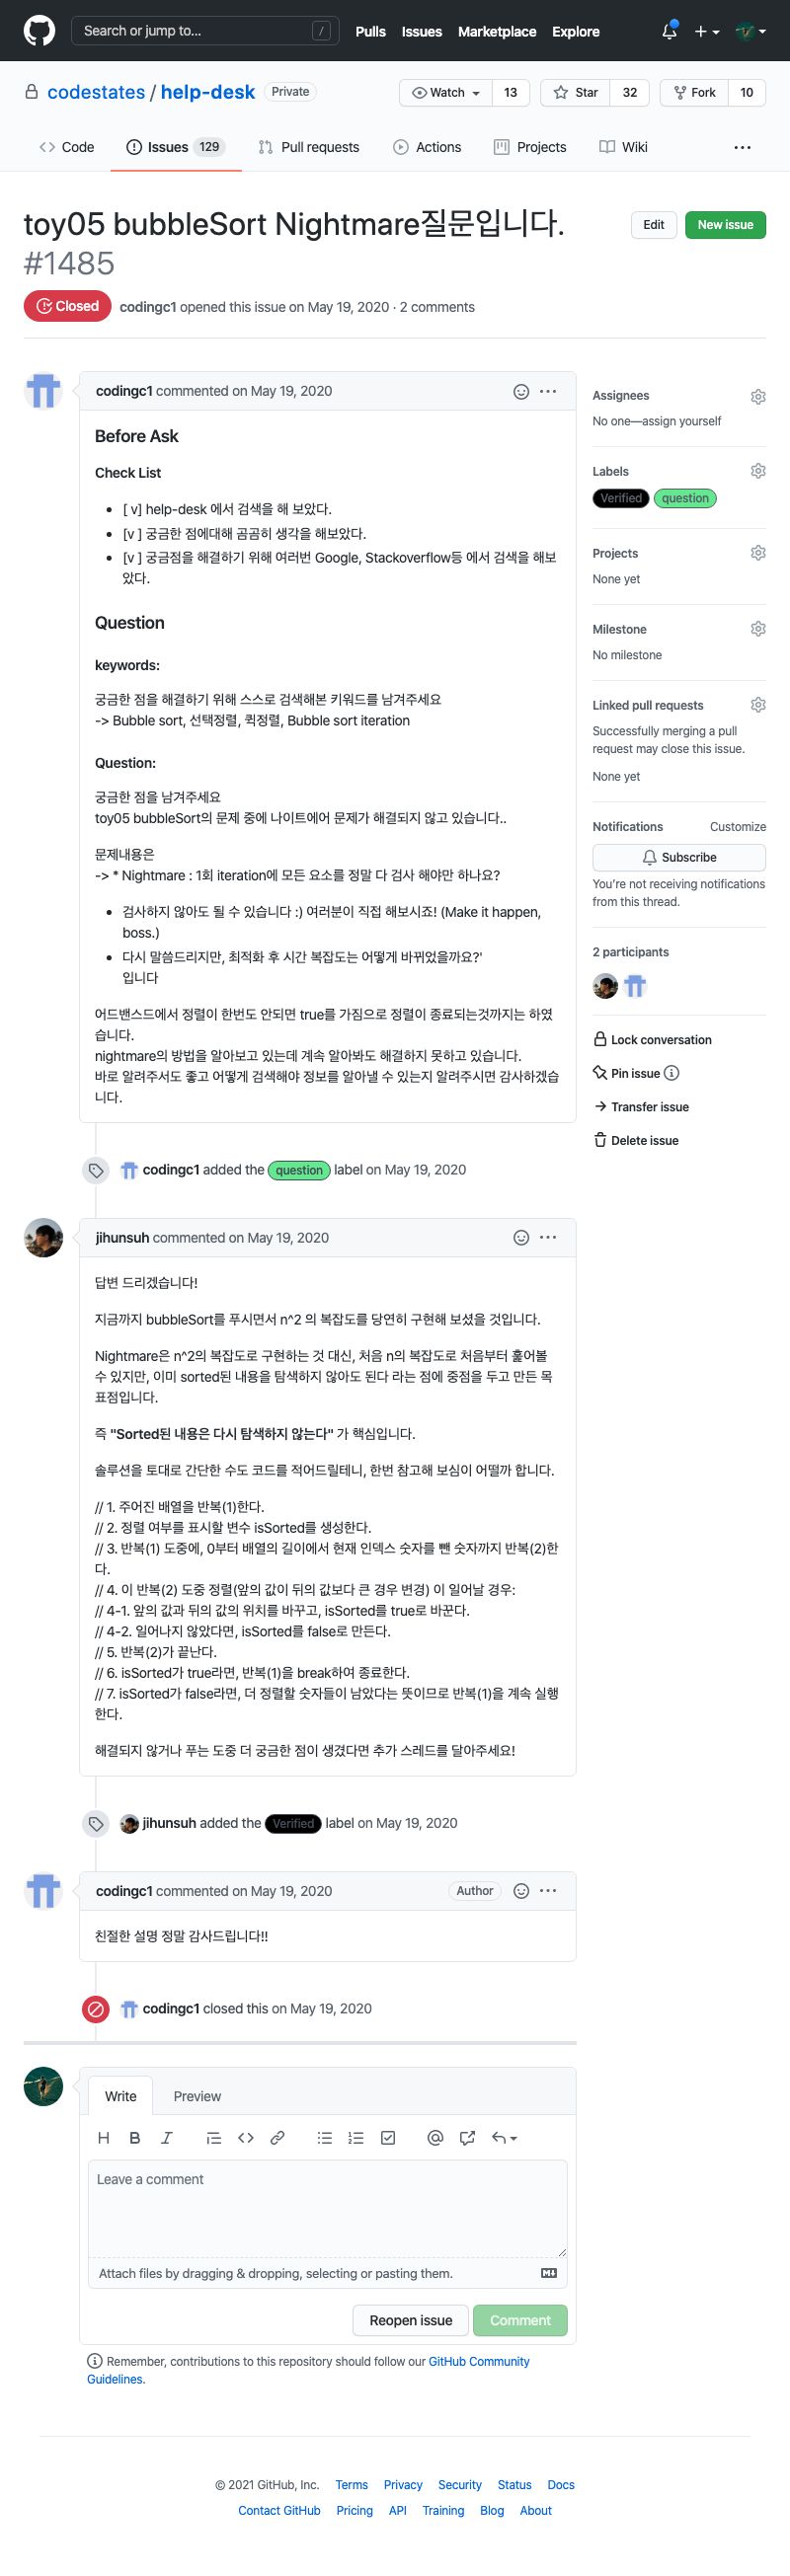 Search or jump to... /
Pulls Issues Marketplace Explore
codestates / help-desk Private
Watch 13 Star 32 Fork 10
Code Issues 129 Pull requests Actions Projects Wiki ...
toy05 bubbleSort Nightmare질문입니다.
#1485
Edit New issue
Closed codingc1 opened this issue on May 19, 2020 · 2 comments
codingc1 commented on May 19, 2020
Before Ask
Check List
• [ v] help-desk 에서 검색을 해 보았다.
• [v ] 궁금한 점에대해 곰곰히 생각을 해보았다.
• [v ] 궁금점을 해결하기 위해 여러번 Google, Stackoverflow등 에서 검색을 해보
았다.
Question
keywords:
궁금한 점을 해결하기 위해 스스로 검색해본 키워드를 남겨주세요
-> Bubble sort, 선택정렬, 퀵정렬, Bubble sort iteration
Question:
궁금한 점을 남겨주세요
toy05 bubbleSort의 문제 중에 나이트에어 문제가 해결되지 않고 있습니다..
문제내용은
-> * Nightmare : 1회 iteration에 모든 요소를 정말 다 검사 해야만 하나요?
• 검사하지 않아도 될 수 있습니다 :) 여러분이 직접 해보시죠! (Make it happen,
boss.)
• 다시 말씀드리지만, 최적화 후 시간 복잡도는 어떻게 바뀌었을까요?'
입니다
어드밴스드에서 정렬이 한번도 안되면 true를 가짐으로 정렬이 종료되는것까지는 하였
습니다.
nightmare의 방법을 알아보고 있는데 계속 알아봐도 해결하지 못하고 있습니다.
바로 알려주서도 좋고 어떻게 검색해야 정보를 알아낼 수 있는지 알려주시면 감사하겠습
니다.
codingc1 added the question label on May 19, 2020
jihunsuh commented on May 19, 2020
답변 드리겠습니다!
지금까지 bubbleSort를 푸시면서 n^2 의 복잡도를 당연히 구현해 보셨을 것입니다.
Nightmare은 n^2의 복잡도로 구현하는 것 대신, 처음 n의 복잡도로 처음부터 훑어볼
수 있지만, 이미 sorted된 내용을 탐색하지 않아도 된다 라는 점에 중점을 두고 만든 목
표점입니다.
즉 "Sorted된 내용은 다시 탐색하지 않는다" 가 핵심입니다.
솔루션을 토대로 간단한 수도 코드를 적어드릴테니, 한번 참고해 보심이 어떨까 합니다.
// 1. 주어진 배열을 반복(1)한다.
// 2. 정렬 여부를 표시할 변수 isSorted를 생성한다.
// 3. 반복(1) 도중에, 0부터 배열의 길이에서 현재 인덱스 숫자를 뺀 숫자까지 반복(2)한
다.
// 4. 이 반복(2) 도중 정렬(앞의 값이 뒤의 값보다 큰 경우 변경) 이 일어날 경우:
// 4-1. 앞의 값과 뒤의 값의 위치를 바꾸고, isSorted를 true로 바꾼다.
// 4-2. 일어나지 않았다면, isSorted를 false로 만든다.
// 5. 반복(2)가 끝난다.
// 6. isSorted가 true라면, 반복(1)을 break하여 종료한다.
// 7. isSorted가 false라면, 더 정렬할 숫자들이 남았다는 뜻이므로 반복(1)을 계속 실행
한다.
해결되지 않거나 푸는 도중 더 궁금한 점이 생겼다면 추가 스레드를 달아주세요!
jihunsuh added the Verified label on May 19, 2020
codingc1 commented on May 19, 2020 Author
친절한 설명 정말 감사드립니다!!
codingc1 closed this on May 19, 2020
Write Preview
Leave a comment
Attach files by dragging & dropping, selecting or pasting them.
Reopen issue Comment
Remember, contributions to this repository should follow our GitHub Community
Guidelines.
Assignees
No one—assign yourself
Labels
Verified question
Projects
None yet
Milestone
No milestone
Linked pull requests
Successfully merging a pull
request may close this issue.
None yet
Notifications Customize
Subscribe
You're not receiving notifications
from this thread.
2 participants
Lock conversation
Pin issue
Transfer issue
Delete issue
© 2021 GitHub, Inc. Terms Privacy Security Status Docs
Contact GitHub Pricing API Training Blog About